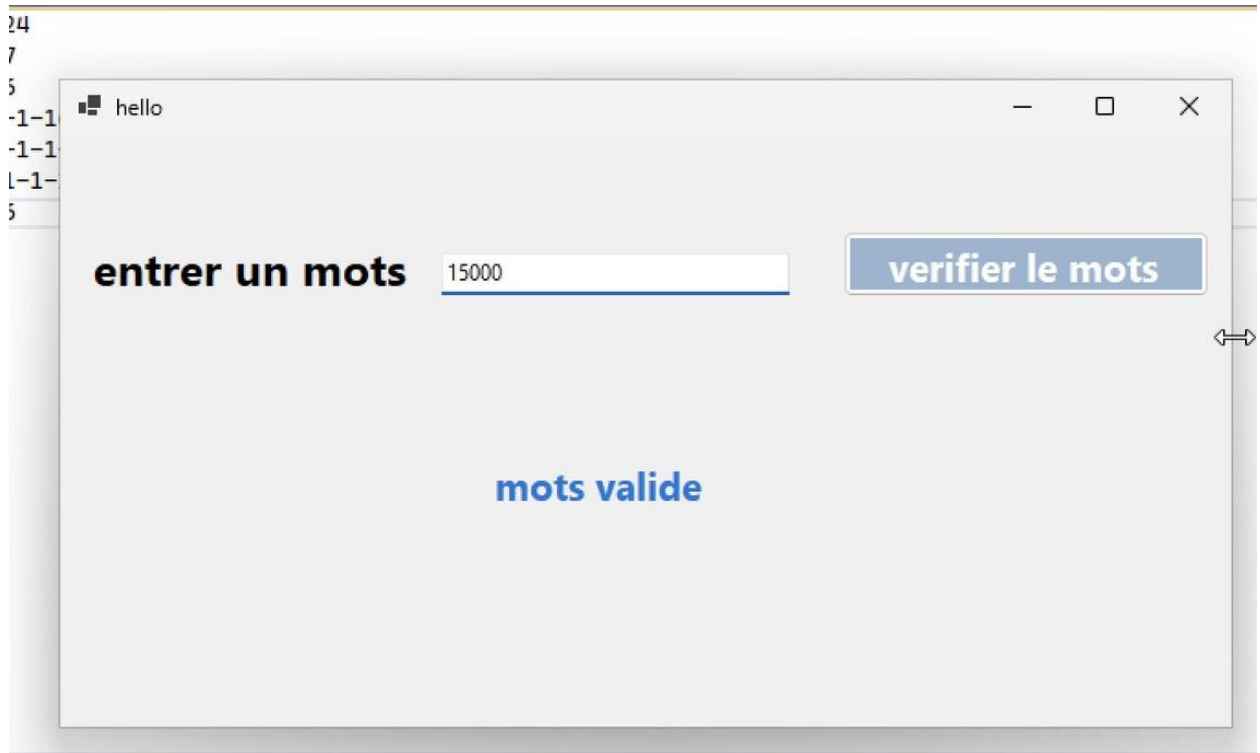 24
7
hello
entrer un mots
15000
verifier le mots
mots valide